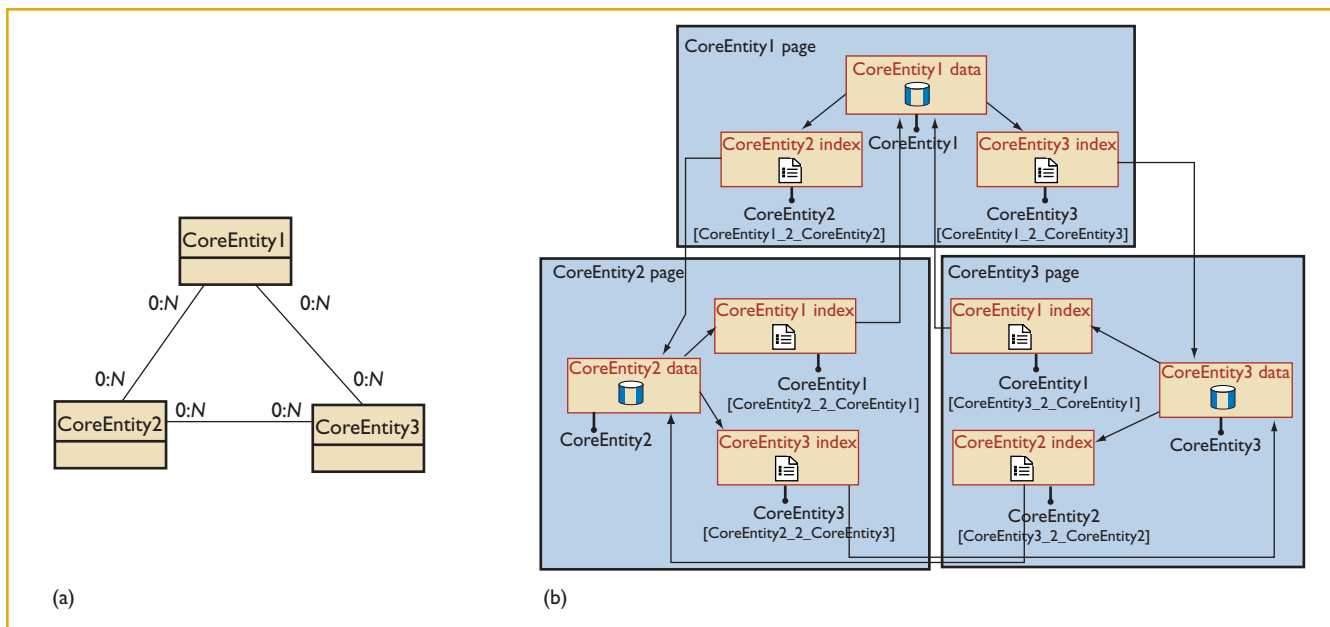 CoreEntity1
0:N
0:N
0:N
0:N
0:N
0:N
CoreEntity2
CoreEntity3
(a)
CoreEntity1 page
CoreEntity1 data
CoreEntity1
CoreEntity2 index
CoreEntity2
[CoreEntity1_2_CoreEntity2]
CoreEntity3 index
CoreEntity3
[CoreEntity1_2_CoreEntity3]
CoreEntity2 page
CoreEntity1 index
CoreEntity1
[CoreEntity2_2_CoreEntity1]
CoreEntity2 data
CoreEntity2
CoreEntity3 index
CoreEntity3
[CoreEntity2_2_CoreEntity3]
CoreEntity3 page
CoreEntity1 index
CoreEntity1
[CoreEntity3_2_CoreEntity1]
CoreEntity3 data
CoreEntity3
CoreEntity2 index
CoreEntity2
[CoreEntity3_2_CoreEntity2]
(b)